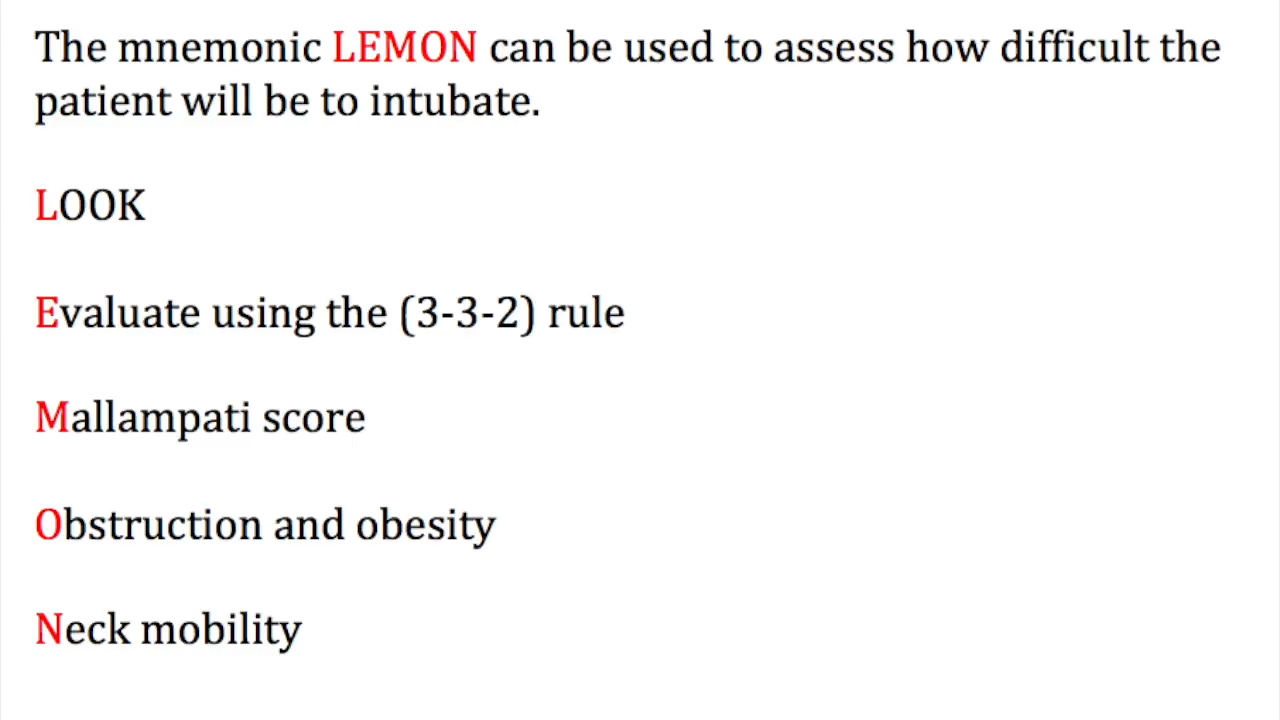 The mnemonic LEMON can be used to assess how difficult the
patient will be to intubate.
LOOK
Evaluate using the (3-3-2) rule
Mallampati score
Obstruction and obesity
Neck mobility